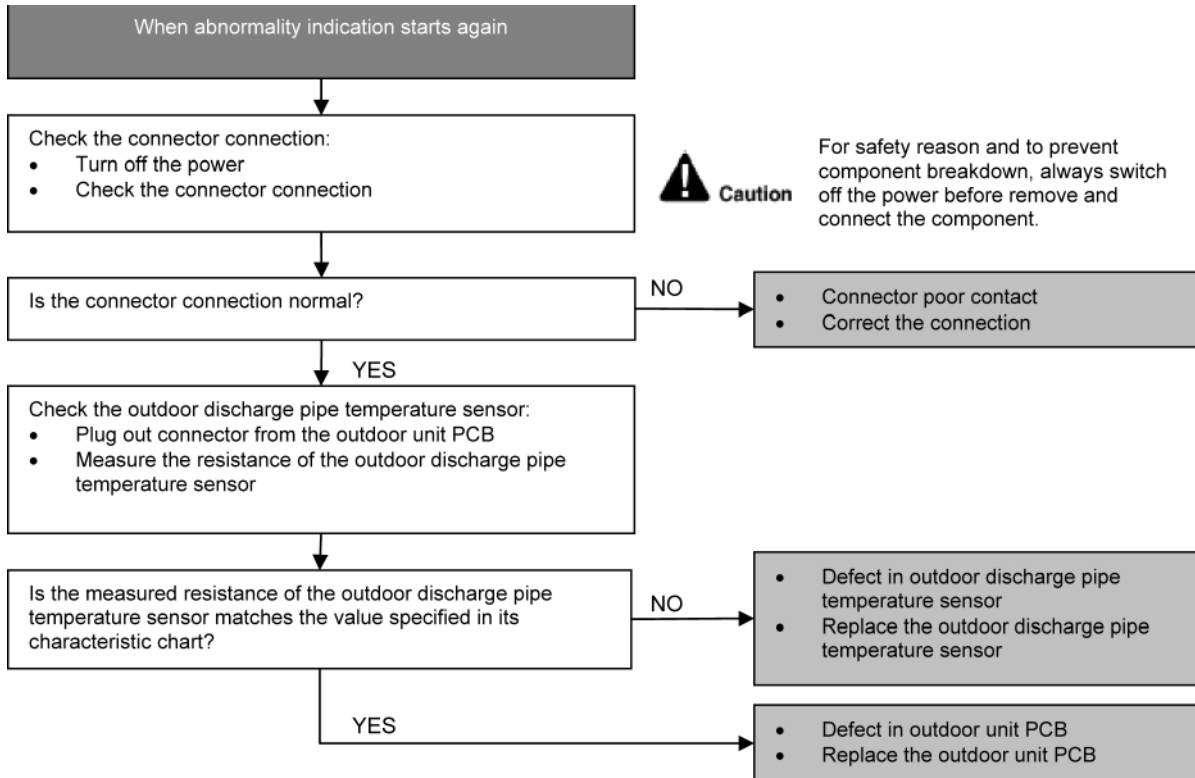 When abnormality indication starts again
Check the connector connection:
• Turn off the power
• Check the connector connection
For safety reason and to prevent
component breakdown, always switch
off the power before remove and
connect the component.
Caution
Is the connector connection normal?
NO
• Connector poor contact
• Correct the connection
YES
Check the outdoor discharge pipe temperature sensor:
• Plug out connector from the outdoor unit PCB
• Measure the resistance of the outdoor discharge pipe
temperature sensor
Is the measured resistance of the outdoor discharge pipe
temperature sensor matches the value specified in its
characteristic chart?
NO
• Defect in outdoor discharge pipe
temperature sensor
• Replace the outdoor discharge pipe
temperature sensor
YES
• Defect in outdoor unit PCB
• Replace the outdoor unit PCB